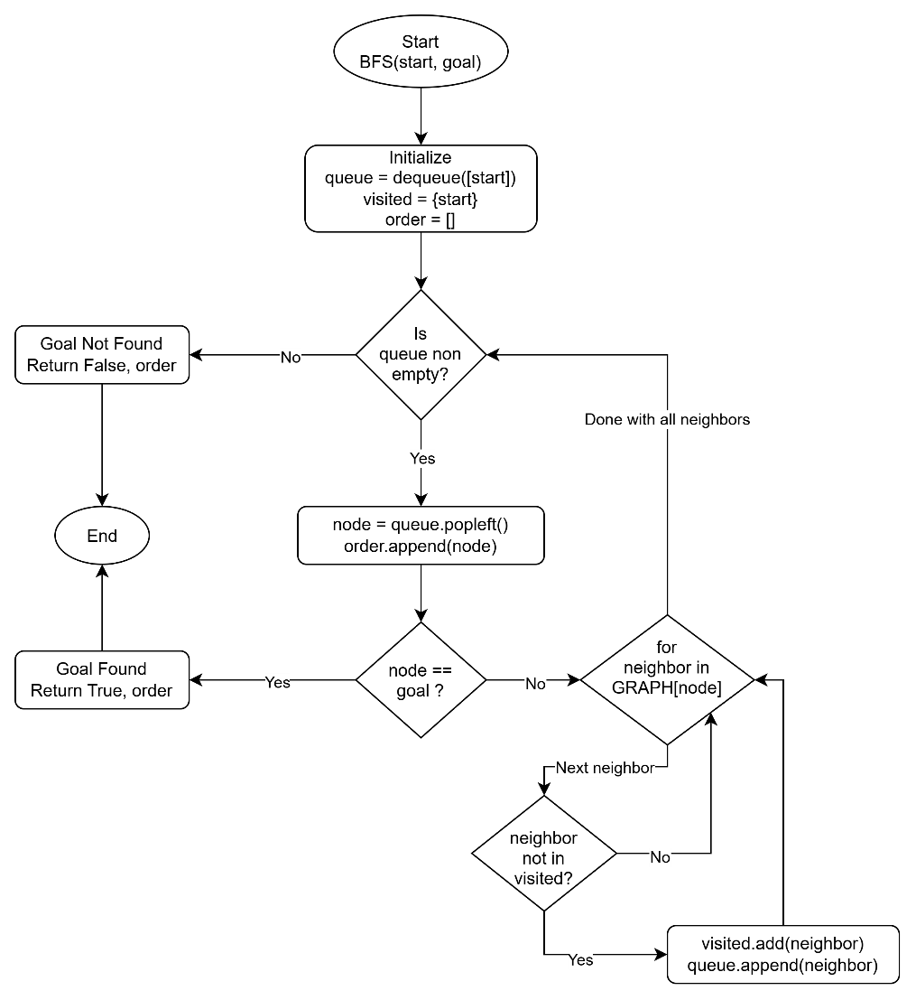 Start
BFS(start, goal)
Initialize
queue = dequeue([start])
visited = {start}
order = []
Is
queue non
empty?
No
Goal Not Found
Return False, order
Done with all neighbors
Yes
node = queue.popleft()
order.append(node)
End
node ==
goal ?
Yes
Goal Found
Return True, order
No
for
neighbor in
GRAPH[node]
Next neighbor
neighbor
not in
visited?
No
Yes
visited.add(neighbor)
queue.append(neighbor)